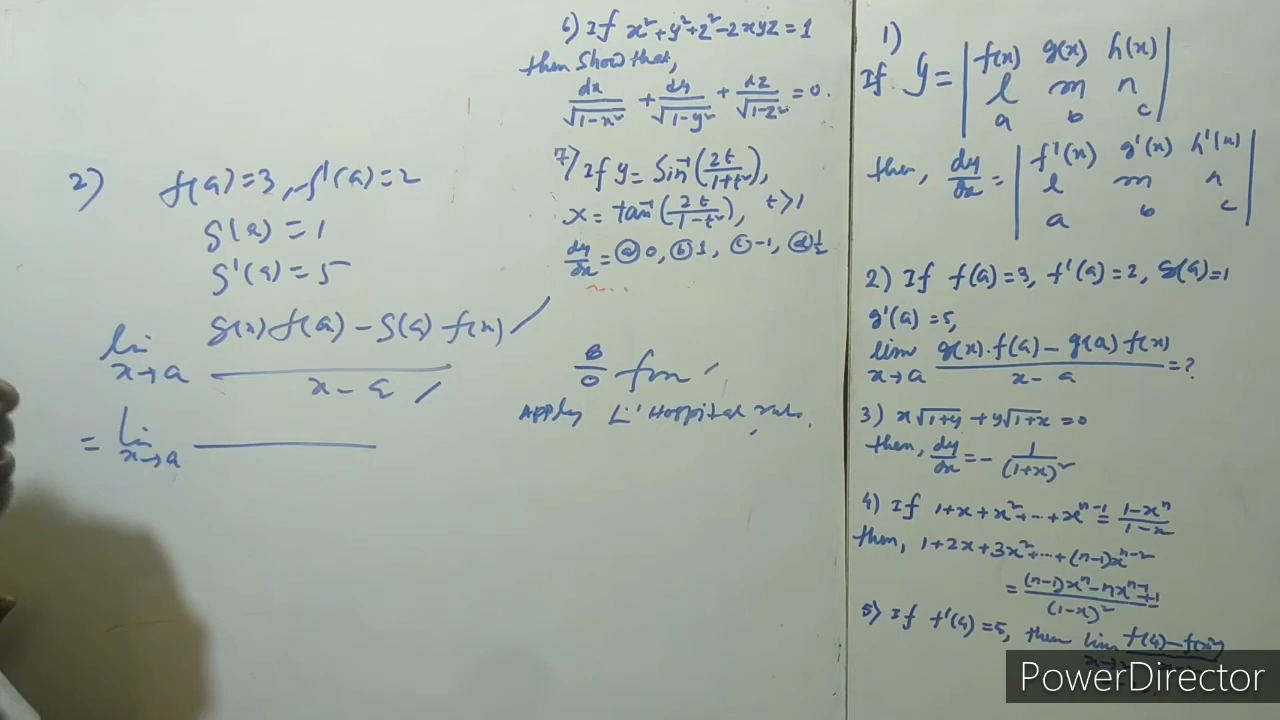 2) f(a)=3, f'(a)=2
g(a)=1
g'(a)=5
lim x→a g(x)f(a)-g(a)f(x) / x-a
= lim x→a
0/0 form
Apply L'Hospital rule.
6) If x²+y²+z²-2xyz=1
then Show that,
dx/√1-x² + dy/√1-y² + dz/√1-z² = 0.
7) If y = Sin⁻¹(2t/1+t²),
x = tan⁻¹(2t/1-t²), t>1
dy/dx = ⓐ 0, ⓑ 1, ⓒ -1, ⓓ 1/2
1)
If y = | f(x) g(x) h(x) |
| l m n |
| a b c |
then, dy/dx = | f'(x) g'(x) h'(x) |
| l m n |
| a b c |
2) If f(a)=3, f'(a)=2, g(a)=1
g'(a)=5,
lim x→a g(x).f(a)-g(a)f(x) / x-a = ?
3) x√1+y + y√1+x = 0
then, dy/dx = - 1/(1+x)²
4) If 1+x+x²+...+xⁿ⁻¹ = 1-xⁿ/1-x
then, 1+2x+3x²+...+(n-1)xⁿ⁻²
= (n-1)xⁿ-nxⁿ⁻¹+1 / (1-x)²
5) If f'(4)=5, then lim x→2 f(4)-f(x²)
PowerDirector